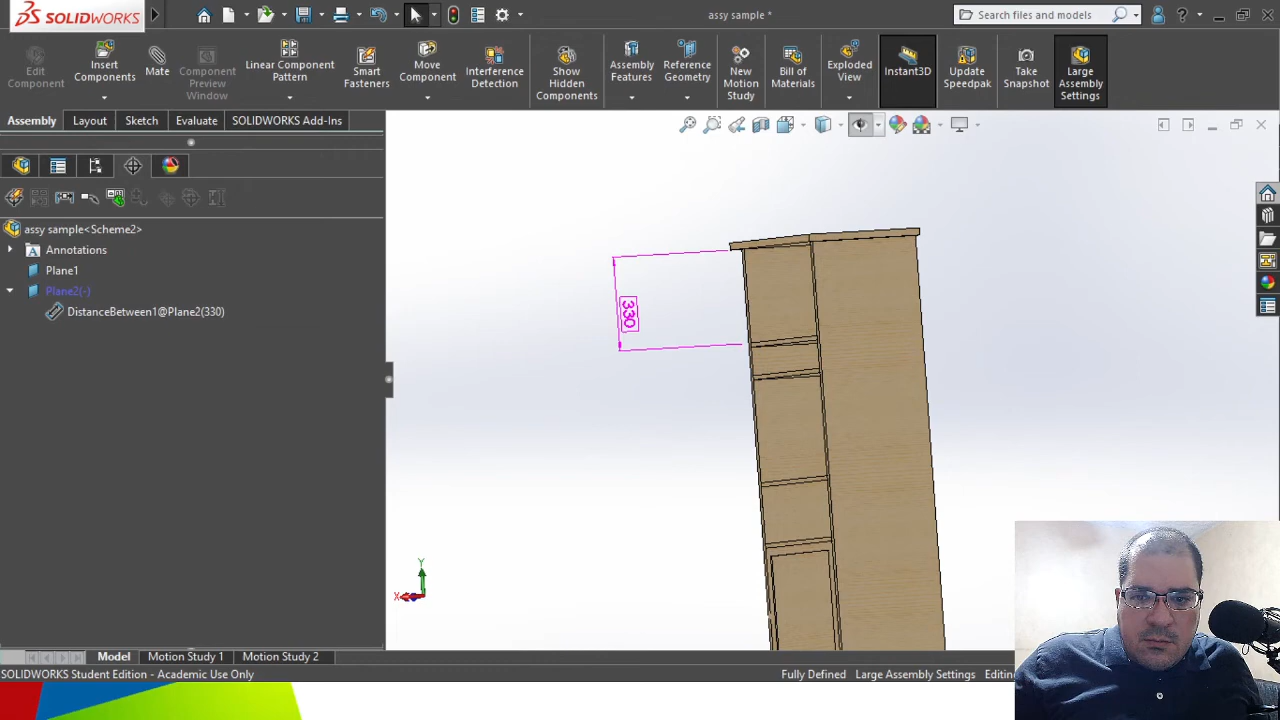 SOLIDWORKS
assy sample *
Search files and models
Edit
Component
Insert
Components
Mate
Component
Preview
Window
Linear Component
Pattern
Smart
Fasteners
Move
Component
Interference
Detection
Show
Hidden
Components
Assembly
Features
Reference
Geometry
New
Motion
Study
Bill of
Materials
Exploded
View
Instant3D
Update
Speedpak
Take
Snapshot
Large
Assembly
Settings
Assembly
Layout
Sketch
Evaluate
SOLIDWORKS Add-Ins
assy sample<Scheme2>
Annotations
Plane1
Plane2(-)
DistanceBetween1@Plane2(330)
330
Y
X
Model
Motion Study 1
Motion Study 2
SOLIDWORKS Student Edition - Academic Use Only
Fully Defined
Large Assembly Settings
Editing